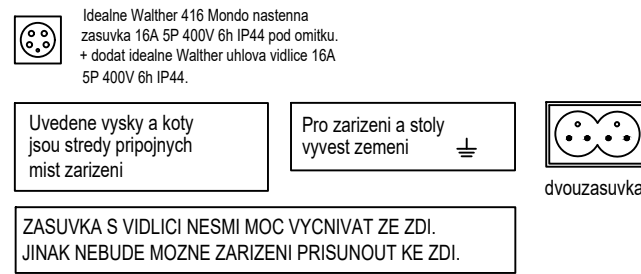 Idealne Walther 416 Mondo nastenna
zasuvka 16A 5P 400V 6h IP44 pod omitku.
+ dodat idealne Walther uhlova vidlice 16A
5P 400V 6h IP44.
Uvedene vysky a koty
jsou stredy pripojnych
mist zarizeni
Pro zarizeni a stoly
vyvest zemeni
dvouzasuvka
ZASUVKA S VIDLICI NESMI MOC VYCNIVAT ZE ZDI.
JINAK NEBUDE MOZNE ZARIZENI PRISUNOUT KE ZDI.